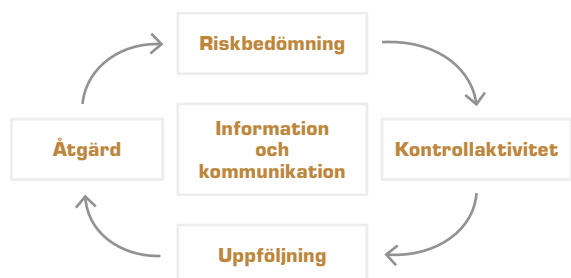 Riskbedömning
Åtgärd
Information
och
kommunikation
Kontrollaktivitet
Uppföljning